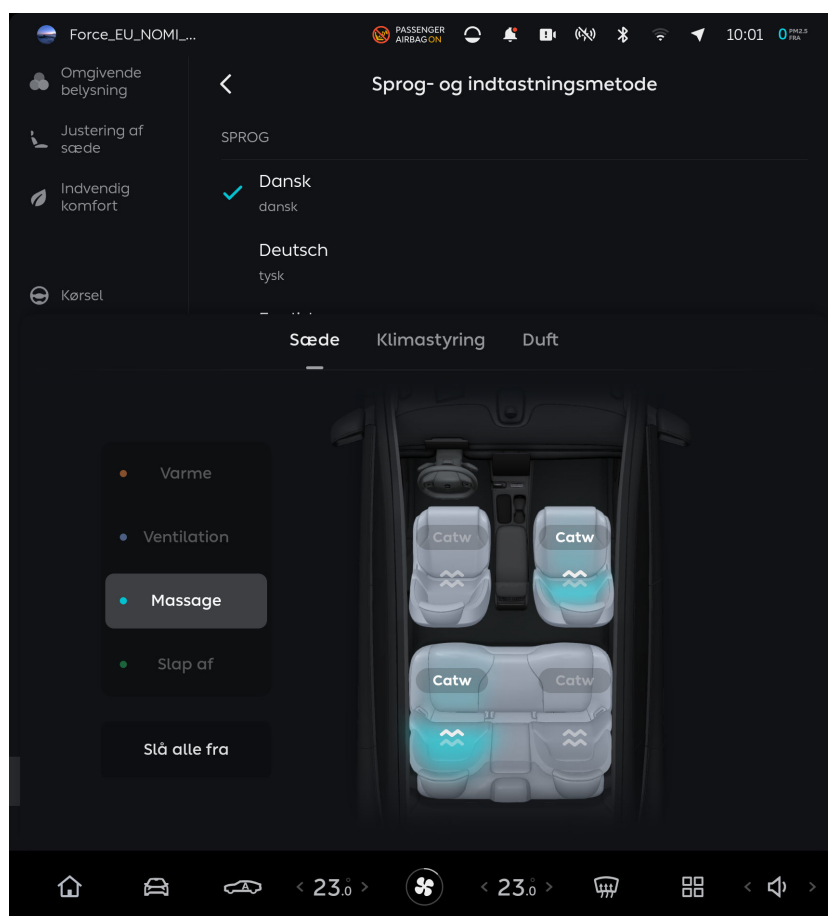 Force_EU_NOMI_...
PASSENGER
AIRBAG ON
10:01
0 PM2.5
FRA
Omgivende
belysning
Justering af
sæde
Indvendig
komfort
Kørsel
Sprog- og indtastningsmetode
SPROG
Dansk
dansk
Deutsch
tysk
Sæde
Klimastyring
Duft
Varme
Ventilation
Massage
Slap af
Slå alle fra
Catw
Catw
Catw
Catw
A
23.0°
23.0°